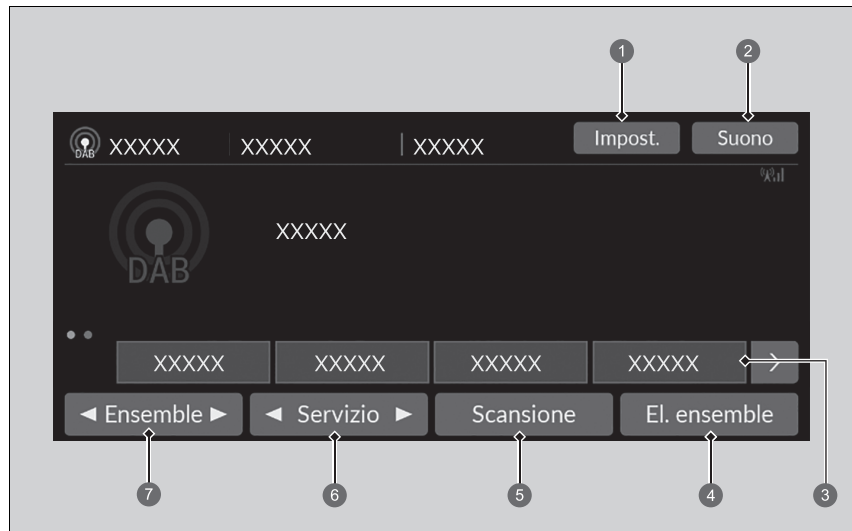 1 2
DAB XXXXX XXXXX XXXXX Impost. Suono
DAB XXXXX
XXXXX XXXXX XXXXX XXXXX
Ensemble Servizio Scansione El. ensemble
7 6 5 4 3